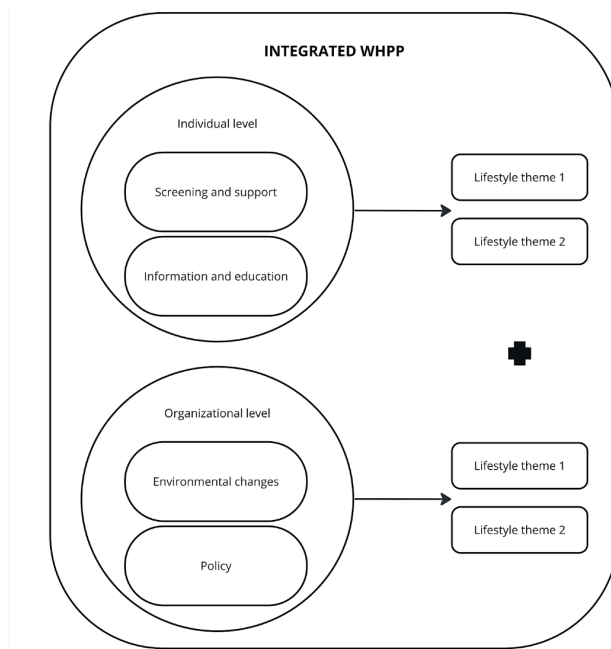 INTEGRATED WHPP
Individual level
Screening and support
Information and education
Lifestyle theme 1
Lifestyle theme 2
Organizational level
Environmental changes
Policy
Lifestyle theme 1
Lifestyle theme 2